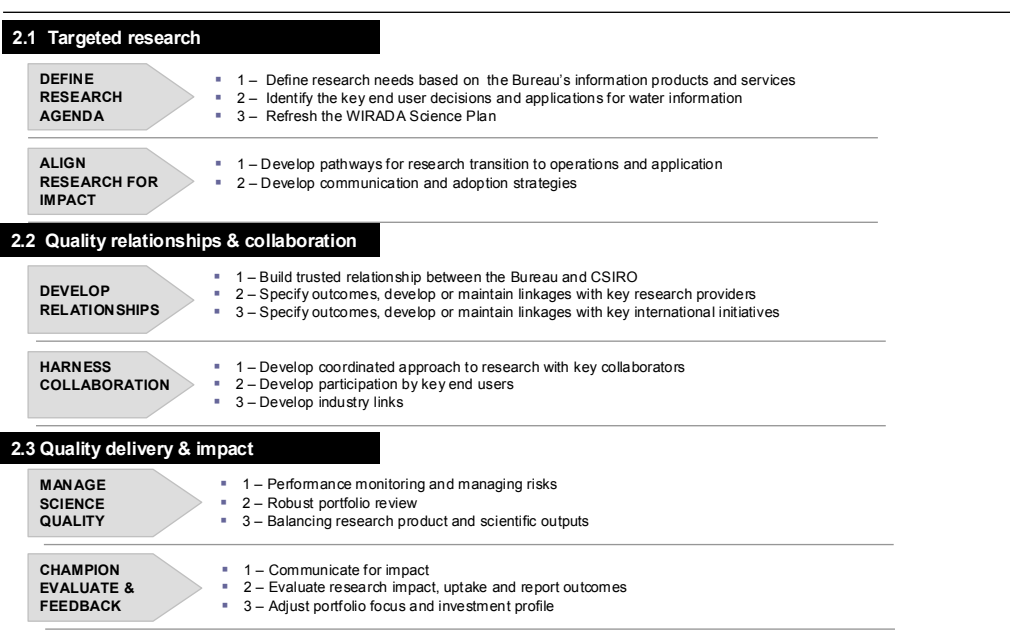 2.1 Targeted research
DEFINE
RESEARCH
AGENDA
▪ 1 – Define research needs based on the Bureau's information products and services
▪ 2 – Identify the key end user decisions and applications for water information
▪ 3 – Refresh the WIRADA Science Plan
ALIGN
RESEARCH FOR
IMPACT
▪ 1 – Develop pathways for research transition to operations and application
▪ 2 – Develop communication and adoption strategies
2.2 Quality relationships & collaboration
DEVELOP
RELATIONSHIPS
▪ 1 – Build trusted relationship between the Bureau and CSIRO
▪ 2 – Specify outcomes, develop or maintain linkages with key research providers
▪ 3 – Specify outcomes, develop or maintain linkages with key international initiatives
HARNESS
COLLABORATION
▪ 1 – Develop coordinated approach to research with key collaborators
▪ 2 – Develop participation by key end users
▪ 3 – Develop industry links
2.3 Quality delivery & impact
MANAGE
SCIENCE
QUALITY
▪ 1 – Performance monitoring and managing risks
▪ 2 – Robust portfolio review
▪ 3 – Balancing research product and scientific outputs
CHAMPION
EVALUATE &
FEEDBACK
▪ 1 – Communicate for impact
▪ 2 – Evaluate research impact, uptake and report outcomes
▪ 3 – Adjust portfolio focus and investment profile